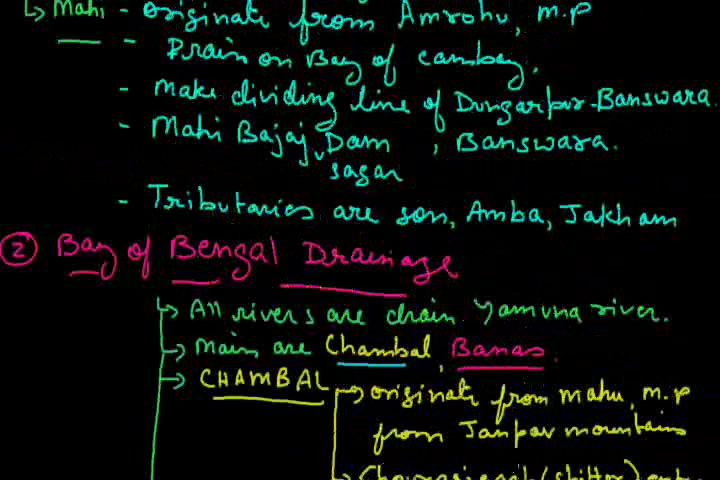 ↳ Mahi - originate from Amrohu, M.P
- Drain on Bay of cambay.
- Make dividing line of Dungarpur-Banswara.
- Mahi Bajaj Dam, Banswara.
sagar
- Tributaries are son, Amba, Jakham
② Bay of Bengal Drainage
↳ All rivers are drain Yamuna river.
→ Main are Chambal, Banas.
→ CHAMBAL → originate from mahu, M.P
from Janpav mountains